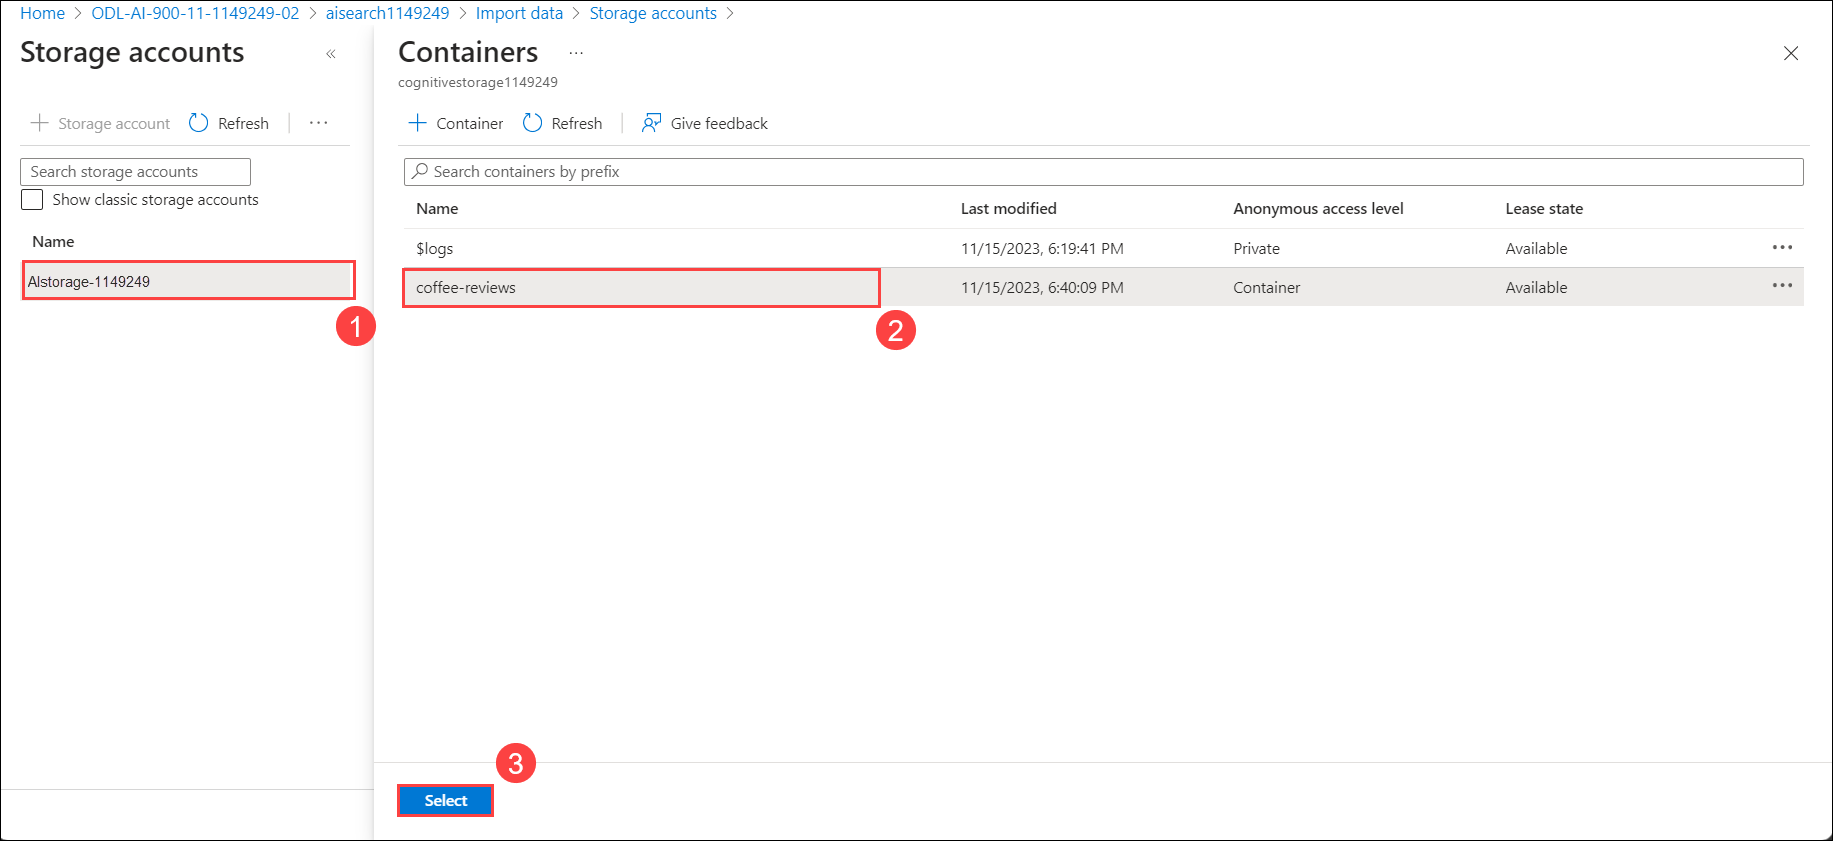 Home > ODL-AI-900-11-1149249-02 > aisearch1149249 > Import data > Storage accounts >
Storage accounts «
Storage account Refresh ...
Search storage accounts
Show classic storage accounts
Name
AIstorage-1149249
1
Containers ...
cognitivestorage1149249
Container Refresh Give feedback
Search containers by prefix
Name Last modified Anonymous access level Lease state
$logs 11/15/2023, 6:19:41 PM Private Available ...
coffee-reviews 11/15/2023, 6:40:09 PM Container Available ...
2
3
Select